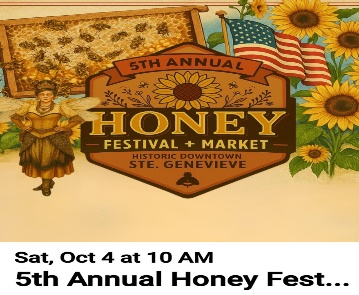 5TH ANNUAL
HONEY
FESTIVAL + MARKET
HISTORIC DOWNTOWN
STE. GENEVIEVE
Sat, Oct 4 at 10 AM
5th Annual Honey Fest...